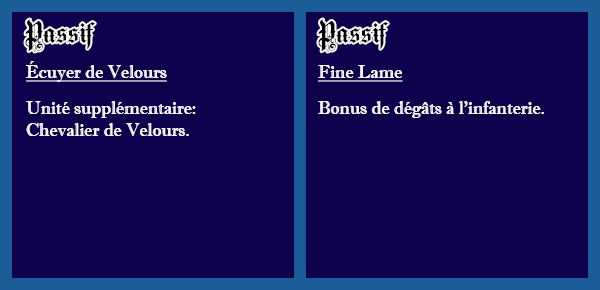 Passif
Écuyer de Velours
Unité supplémentaire:
Chevalier de Velours.
Passif
Fine Lame
Bonus de dégâts à l'infanterie.